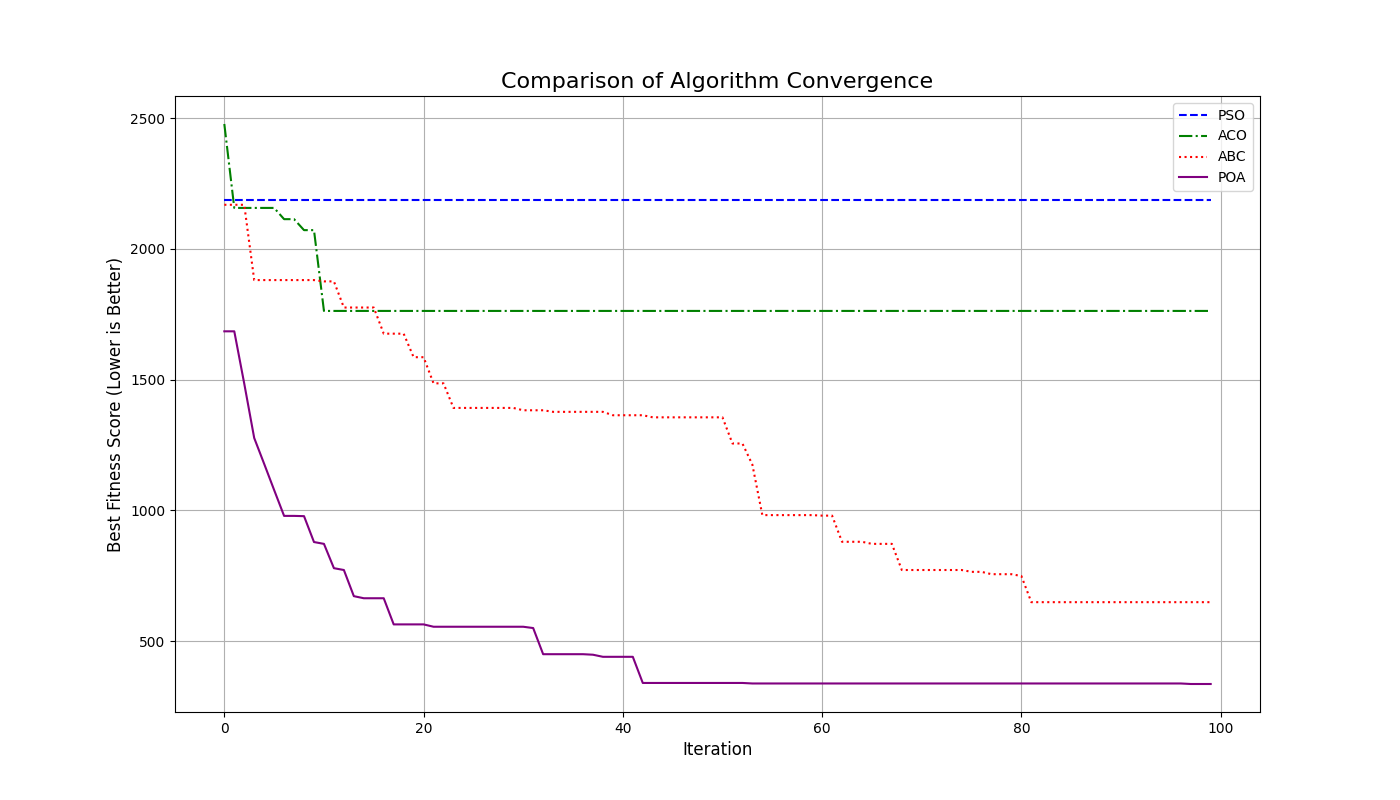 Comparison of Algorithm Convergence
PSO
ACO
ABC
POA
2500
2000
1500
1000
500
Best Fitness Score (Lower is Better)
0 20 40 60 80 100
Iteration